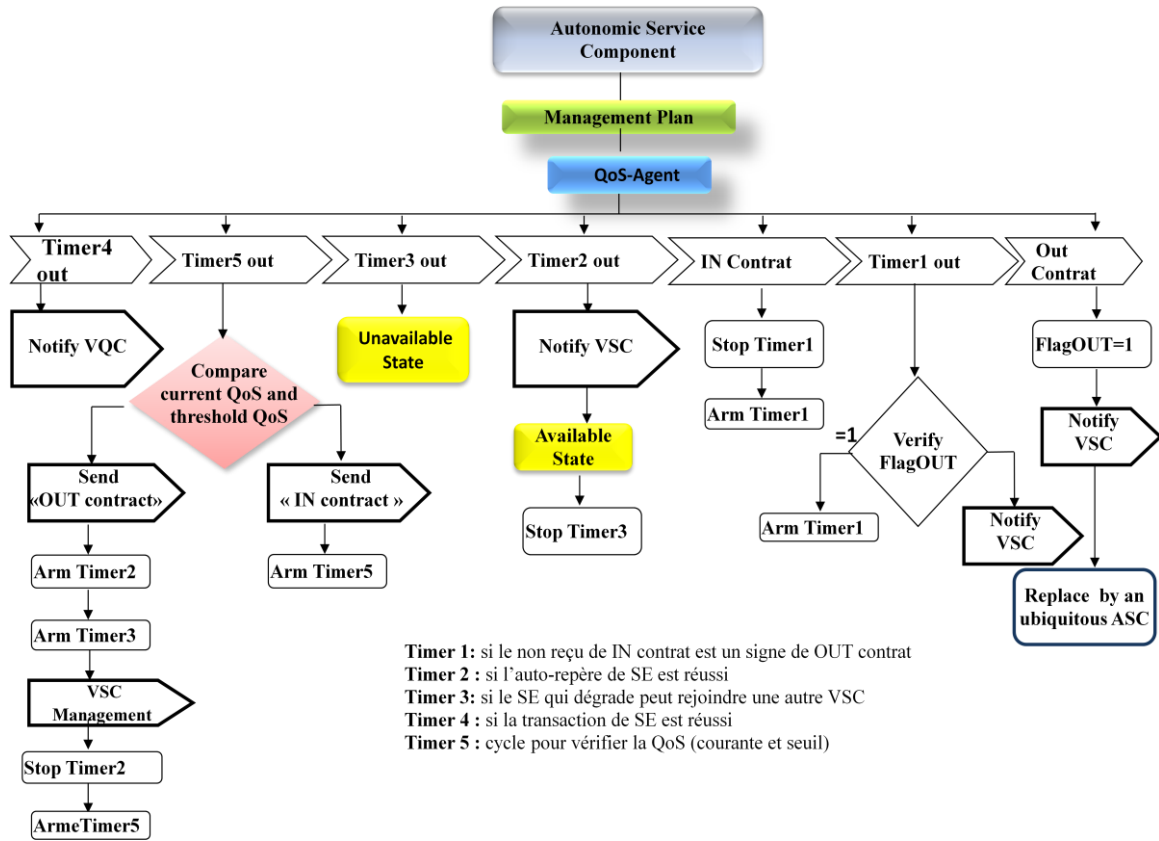 Autonomic Service
Component
Management Plan
QoS-Agent
Timer4
out
Timer5 out
Timer3 out
Timer2 out
IN Contrat
Timer1 out
Out
Contrat
Notify VQC
Compare
current QoS and
threshold QoS
Unavailable
State
Notify VSC
Stop Timer1
FlagOUT=1
Arm Timer1
Notify
VSC
=1
Verify
FlagOUT
Available
State
Send
«OUT contract»
Send
« IN contract »
Stop Timer3
Arm Timer1
Notify
VSC
Arm Timer2
Arm Timer5
Replace by an
ubiquitous ASC
Arm Timer3
VSC
Management
Stop Timer2
ArmeTimer5
Timer 1: si le non reçu de IN contrat est un signe de OUT contrat
Timer 2 : si l'auto-repère de SE est réussi
Timer 3: si le SE qui dégrade peut rejoindre une autre VSC
Timer 4 : si la transaction de SE est réussi
Timer 5 : cycle pour vérifier la QoS (courante et seuil)